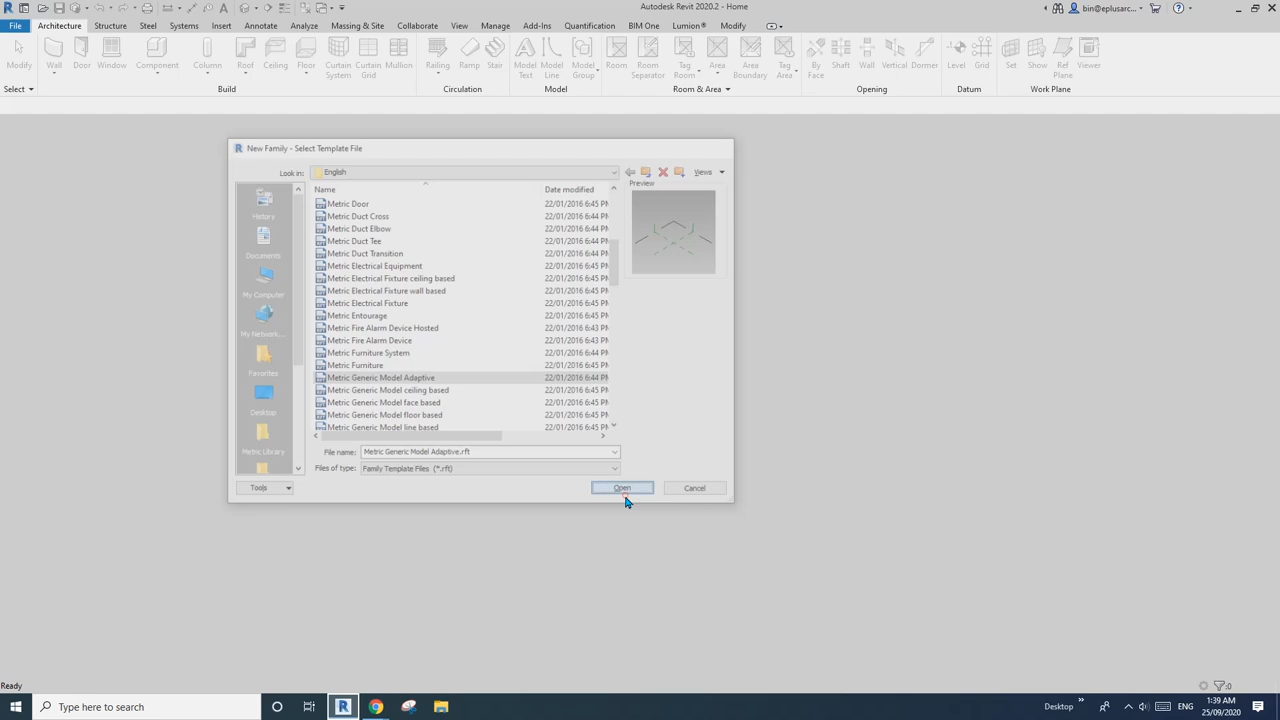 Autodesk Revit 2020.2 - Home
bin@eplusarc...
File Architecture Structure Steel Systems Insert Annotate Analyze Massing & Site Collaborate View Manage Add-Ins Quantification BIM One Lumion® Modify
Modify Wall Door Window Component Column Roof Ceiling Floor Curtain System Curtain Grid Mullion Railing Ramp Stair Model Text Model Line Model Group Room Room Separator Tag Room Area Area Boundary Tag Area By Face Shaft Wall Vertical Dormer Level Grid Set Show Ref Plane Viewer
Select Build Circulation Model Room & Area Opening Datum Work Plane
New Family - Select Template File
Look in: English Views
Preview
Name Date modified
Metric Door 22/01/2016 6:45 PM
Metric Duct Cross 22/01/2016 6:44 PM
Metric Duct Elbow 22/01/2016 6:44 PM
Metric Duct Tee 22/01/2016 6:44 PM
Metric Duct Transition 22/01/2016 6:44 PM
Metric Electrical Equipment 22/01/2016 6:45 PM
Metric Electrical Fixture ceiling based 22/01/2016 6:45 PM
Metric Electrical Fixture wall based 22/01/2016 6:45 PM
Metric Electrical Fixture 22/01/2016 6:45 PM
Metric Entourage 22/01/2016 6:45 PM
Metric Fire Alarm Device Hosted 22/01/2016 6:43 PM
Metric Fire Alarm Device 22/01/2016 6:43 PM
Metric Furniture System 22/01/2016 6:44 PM
Metric Furniture 22/01/2016 6:45 PM
Metric Generic Model Adaptive 22/01/2016 6:44 PM
Metric Generic Model ceiling based 22/01/2016 6:45 PM
Metric Generic Model face based 22/01/2016 6:45 PM
Metric Generic Model floor based 22/01/2016 6:45 PM
Metric Generic Model line based 22/01/2016 6:45 PM
History
Documents
My Computer
My Network...
Favorites
Desktop
Metric Library
File name: Metric Generic Model Adaptive.rft
Files of type: Family Template Files (*.rft)
Tools Open Cancel
Ready
:0
Type here to search
Desktop
ENG
1:39 AM
25/09/2020